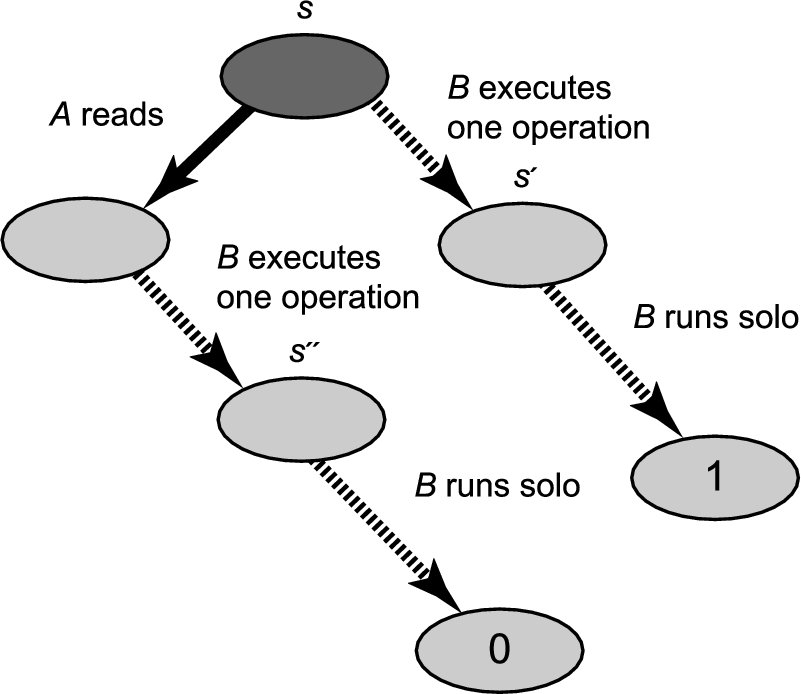 s
A reads
B executes
one operation
s′
B executes
one operation
B runs solo
s″
1
B runs solo
0